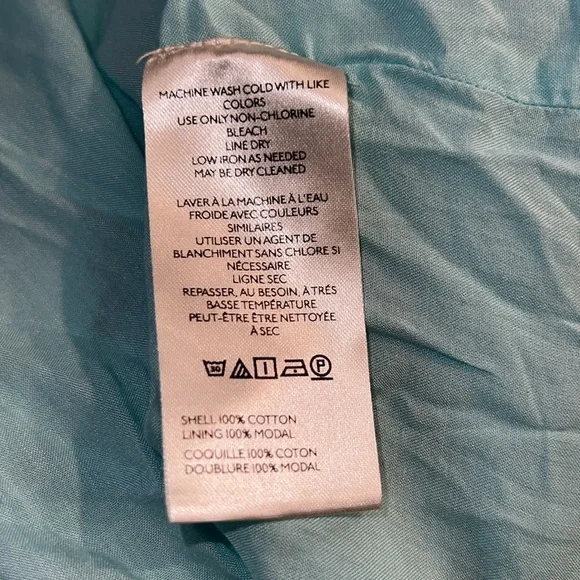 MACHINE WASH COLD WITH LIKE
COLORS
USE ONLY NON-CHLORINE
BLEACH
LINE DRY
LOW IRON AS NEEDED
MAY BE DRY CLEANED
LAVER À LA MACHINE À L'EAU
FROIDE AVEC COULEURS
SIMILAIRES
UTILISER UN AGENT DE
BLANCHIMENT SANS CHLORE SI
NÉCESSAIRE
LIGNE SEC
REPASSER, AU BESOIN, À TRÉS
BASSE TEMPÉRATURE
PEUT-ÊTRE ÊTRE NETTOYÉE
À SEC
30 P
SHELL 100% COTTON
LINING 100% MODAL
COQUILLE 100% COTON
DOUBLURE 100% MODAL